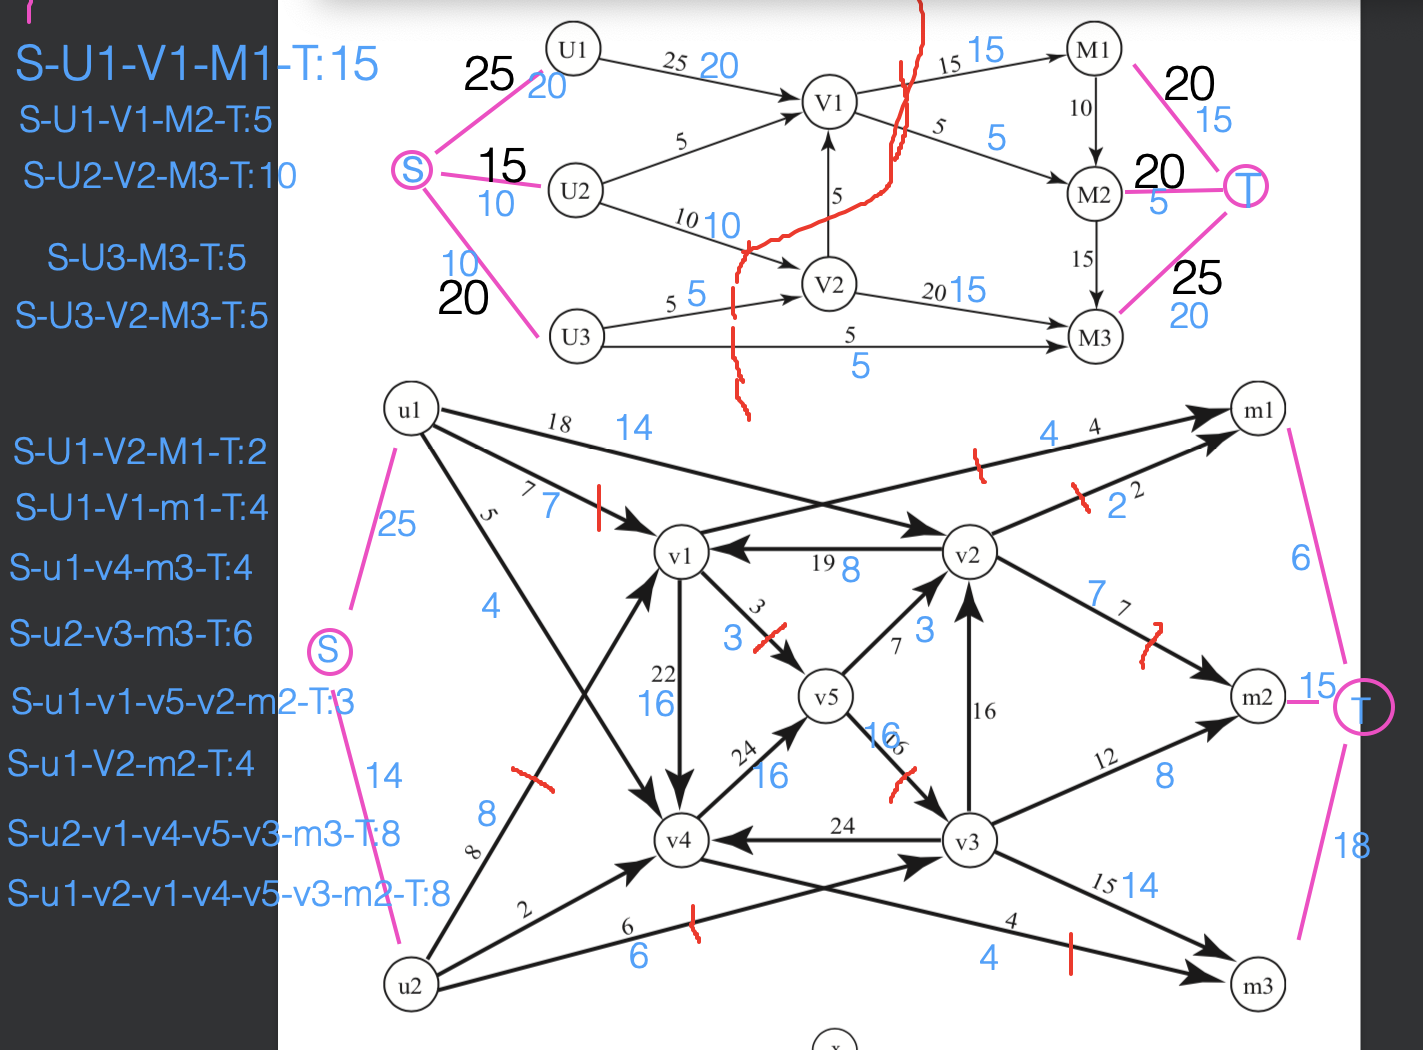 S-U1-V1-M1-T:15
S-U1-V1-M2-T:5
S-U2-V2-M3-T:10
S-U3-M3-T:5
S-U3-V2-M3-T:5
S-U1-V2-M1-T:2
S-U1-V1-m1-T:4
S-u1-v4-m3-T:4
S-u2-v3-m3-T:6
S-u1-v1-v5-v2-m2-T:3
S-u1-V2-m2-T:4
S-u2-v1-v4-v5-v3-m3-T:8
S-u1-v2-v1-v4-v5-v3-m2-T:8
U1
25 20
15
15
M1
25
20
V1
20
15
5
5
5
10
S
15
10
U2
20
5
M2
T
10 10
5
10
20
15
25
20
V2
5
5
20 15
U3
5
5
M3
u1
18
14
4
4
m1
7
7
2
2
5
25
v1
19
8
v2
7
7
6
4
3
3
7
3
S
22
16
v5
m2
15
T
16
16
16
24
16
12
8
14
8
8
v4
24
v3
18
15
14
2
6
6
4
4
u2
m3
x